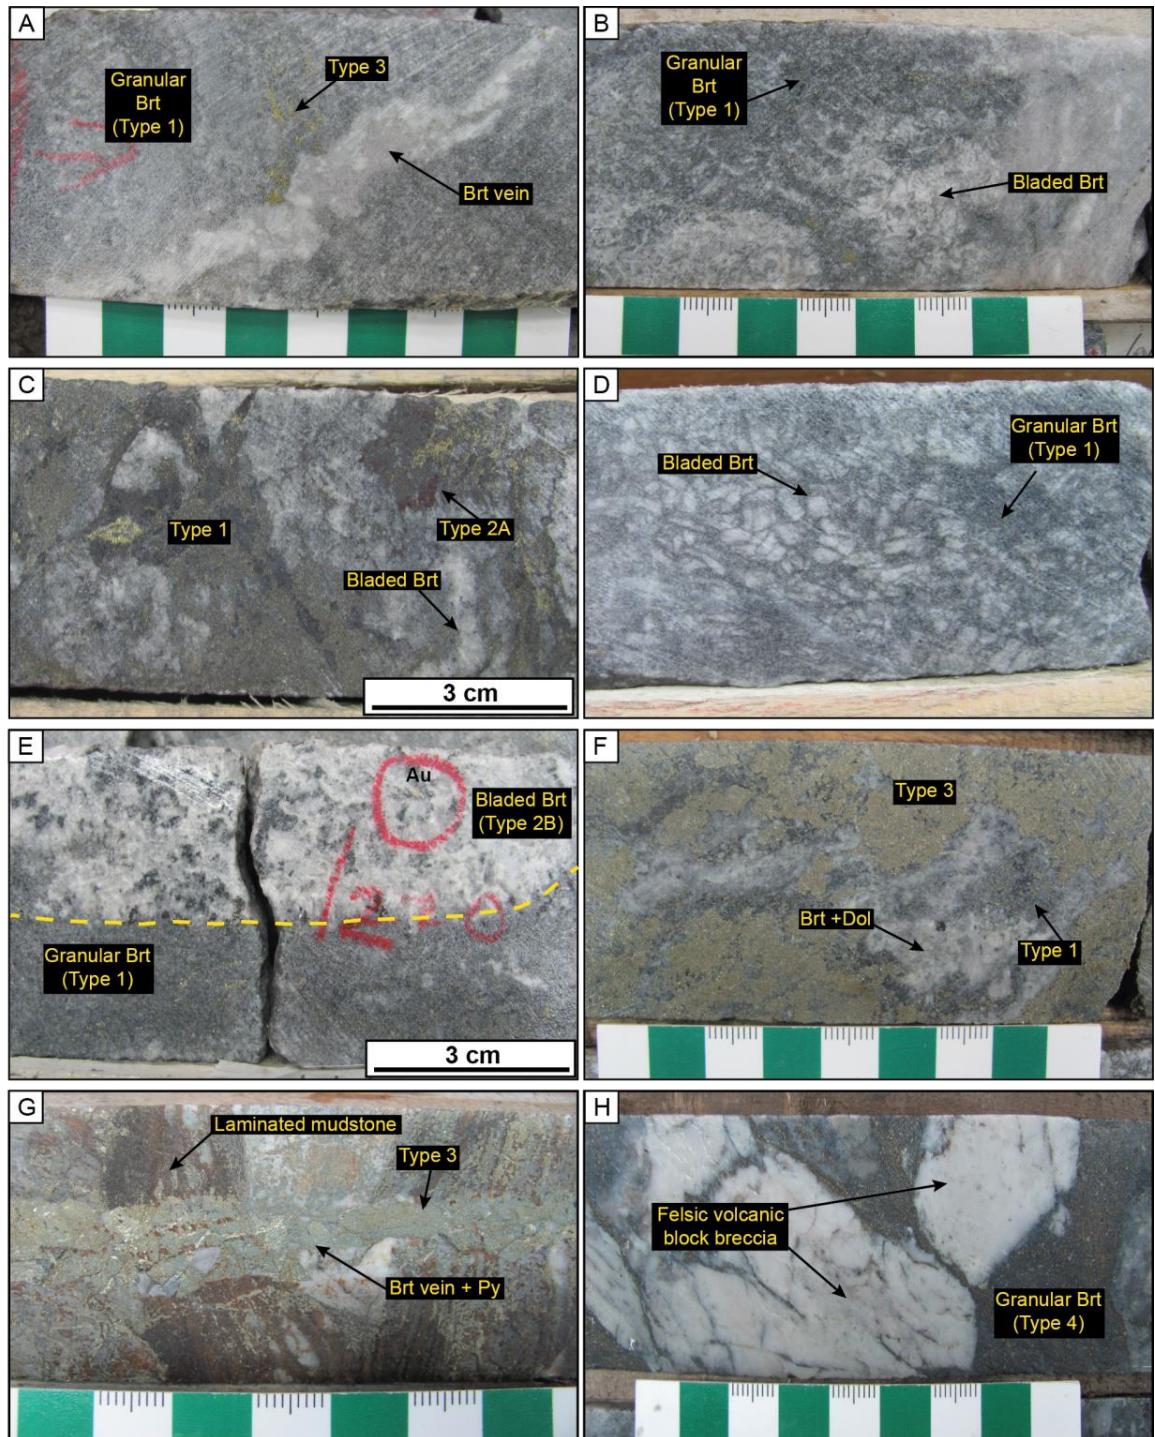 A
Granular
Brt
(Type 1)
Type 3
Brt vein
B
Granular
Brt
(Type 1)
Bladed Brt
C
Type 1
Type 2A
Bladed Brt
3 cm
D
Bladed Brt
Granular Brt
(Type 1)
E
Au
Bladed Brt
(Type 2B)
Granular Brt
(Type 1)
3 cm
F
Type 3
Brt +Dol
Type 1
G
Laminated mudstone
Type 3
Brt vein + Py
H
Felsic volcanic
block breccia
Granular Brt
(Type 4)